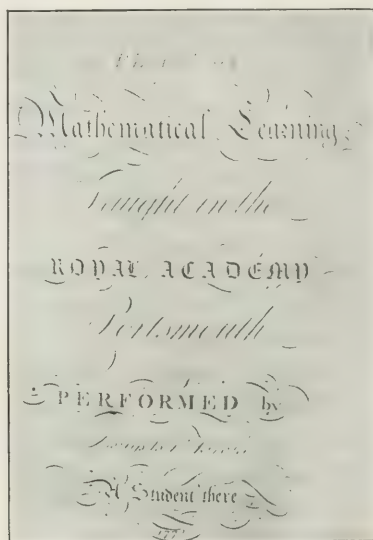 Mathematical Learning
Taught in the
ROYAL ACADEMY
Portsmouth
PERFORMED by
A Student there